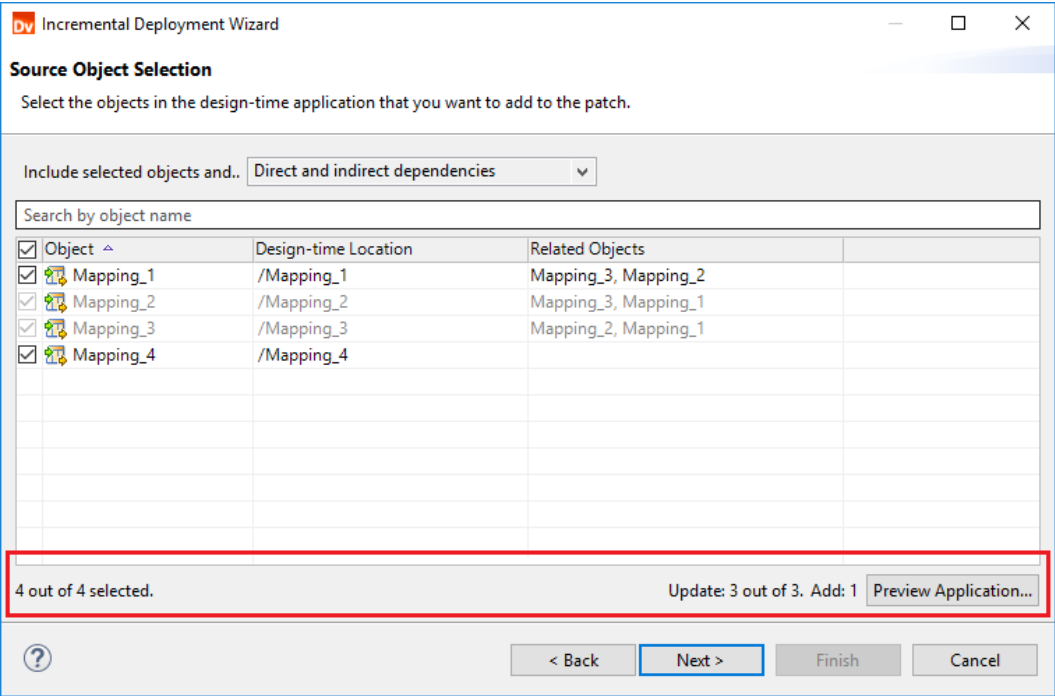 Dv Incremental Deployment Wizard
Source Object Selection
Select the objects in the design-time application that you want to add to the patch.
Include selected objects and.. Direct and indirect dependencies
Search by object name
Object Design-time Location Related Objects
Mapping_1 /Mapping_1 Mapping_3, Mapping_2
Mapping_2 /Mapping_2 Mapping_3, Mapping_1
Mapping_3 /Mapping_3 Mapping_2, Mapping_1
Mapping_4 /Mapping_4
4 out of 4 selected. Update: 3 out of 3. Add: 1 Preview Application...
? < Back Next > Finish Cancel